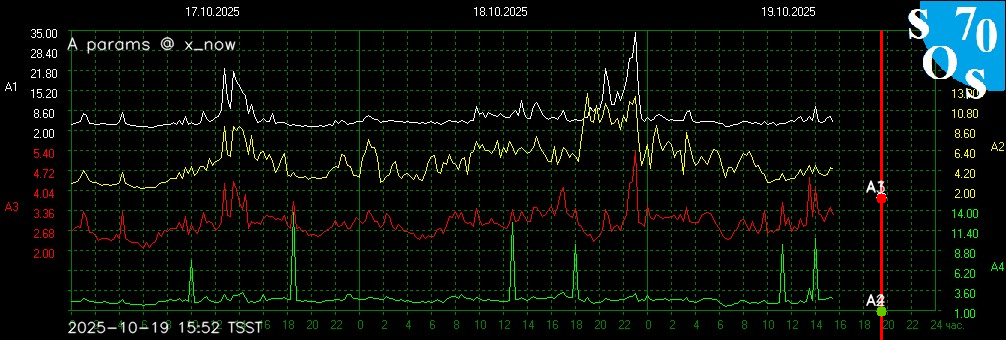 17.10.2025 18.10.2025 19.10.2025
S 70
O
S
A params @ x_now
A1
35.00
28.40
21.80
15.20
8.60
2.00
A3
5.40
4.72
4.04
3.36
2.68
2.00
A2
10.80
8.60
6.40
4.20
2.00
A4
14.00
11.40
8.80
6.20
3.60
1.00
A2
2025-10-19 15:52 TSST
18 20 22 0 2 4 6 8 10 12 14 16 18 20 22 0 2 4 6 8 10 12 14 16 18 20 22 24 час.